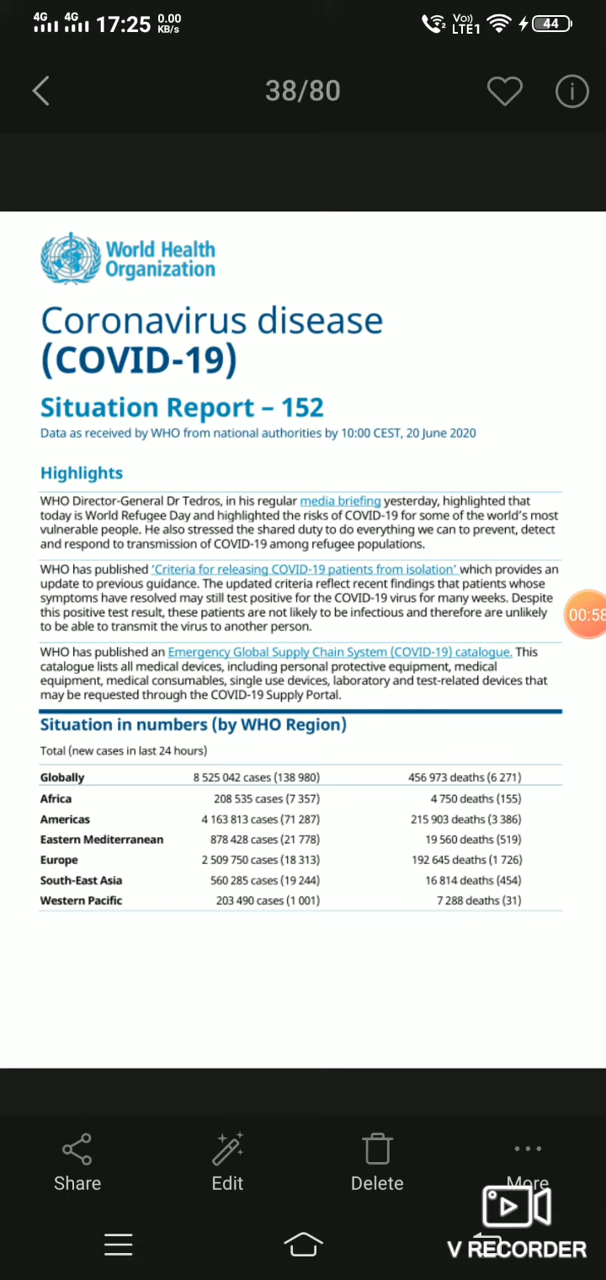 4G 4G 17:25 0.00 KB/s 2 Vo)) LTE1 44
38/80
World Health
Organization
Coronavirus disease
(COVID-19)
Situation Report – 152
Data as received by WHO from national authorities by 10:00 CEST, 20 June 2020
Highlights
WHO Director-General Dr Tedros, in his regular media briefing yesterday, highlighted that
today is World Refugee Day and highlighted the risks of COVID-19 for some of the world's most
vulnerable people. He also stressed the shared duty to do everything we can to prevent, detect
and respond to transmission of COVID-19 among refugee populations.
WHO has published 'Criteria for releasing COVID-19 patients from isolation' which provides an
update to previous guidance. The updated criteria reflect recent findings that patients whose
symptoms have resolved may still test positive for the COVID-19 virus for many weeks. Despite
this positive test result, these patients are not likely to be infectious and therefore are unlikely
to be able to transmit the virus to another person.
00:58
WHO has published an Emergency Global Supply Chain System (COVID-19) catalogue. This
catalogue lists all medical devices, including personal protective equipment, medical
equipment, medical consumables, single use devices, laboratory and test-related devices that
may be requested through the COVID-19 Supply Portal.
Situation in numbers (by WHO Region)
Total (new cases in last 24 hours)
Globally 8 525 042 cases (138 980) 456 973 deaths (6 271)
Africa 208 535 cases (7 357) 4 750 deaths (155)
Americas 4 163 813 cases (71 287) 215 903 deaths (3 386)
Eastern Mediterranean 878 428 cases (21 778) 19 560 deaths (519)
Europe 2 509 750 cases (18 313) 192 645 deaths (1 726)
South-East Asia 560 285 cases (19 244) 16 814 deaths (454)
Western Pacific 203 490 cases (1 001) 7 288 deaths (31)
Share Edit Delete More
V RECORDER